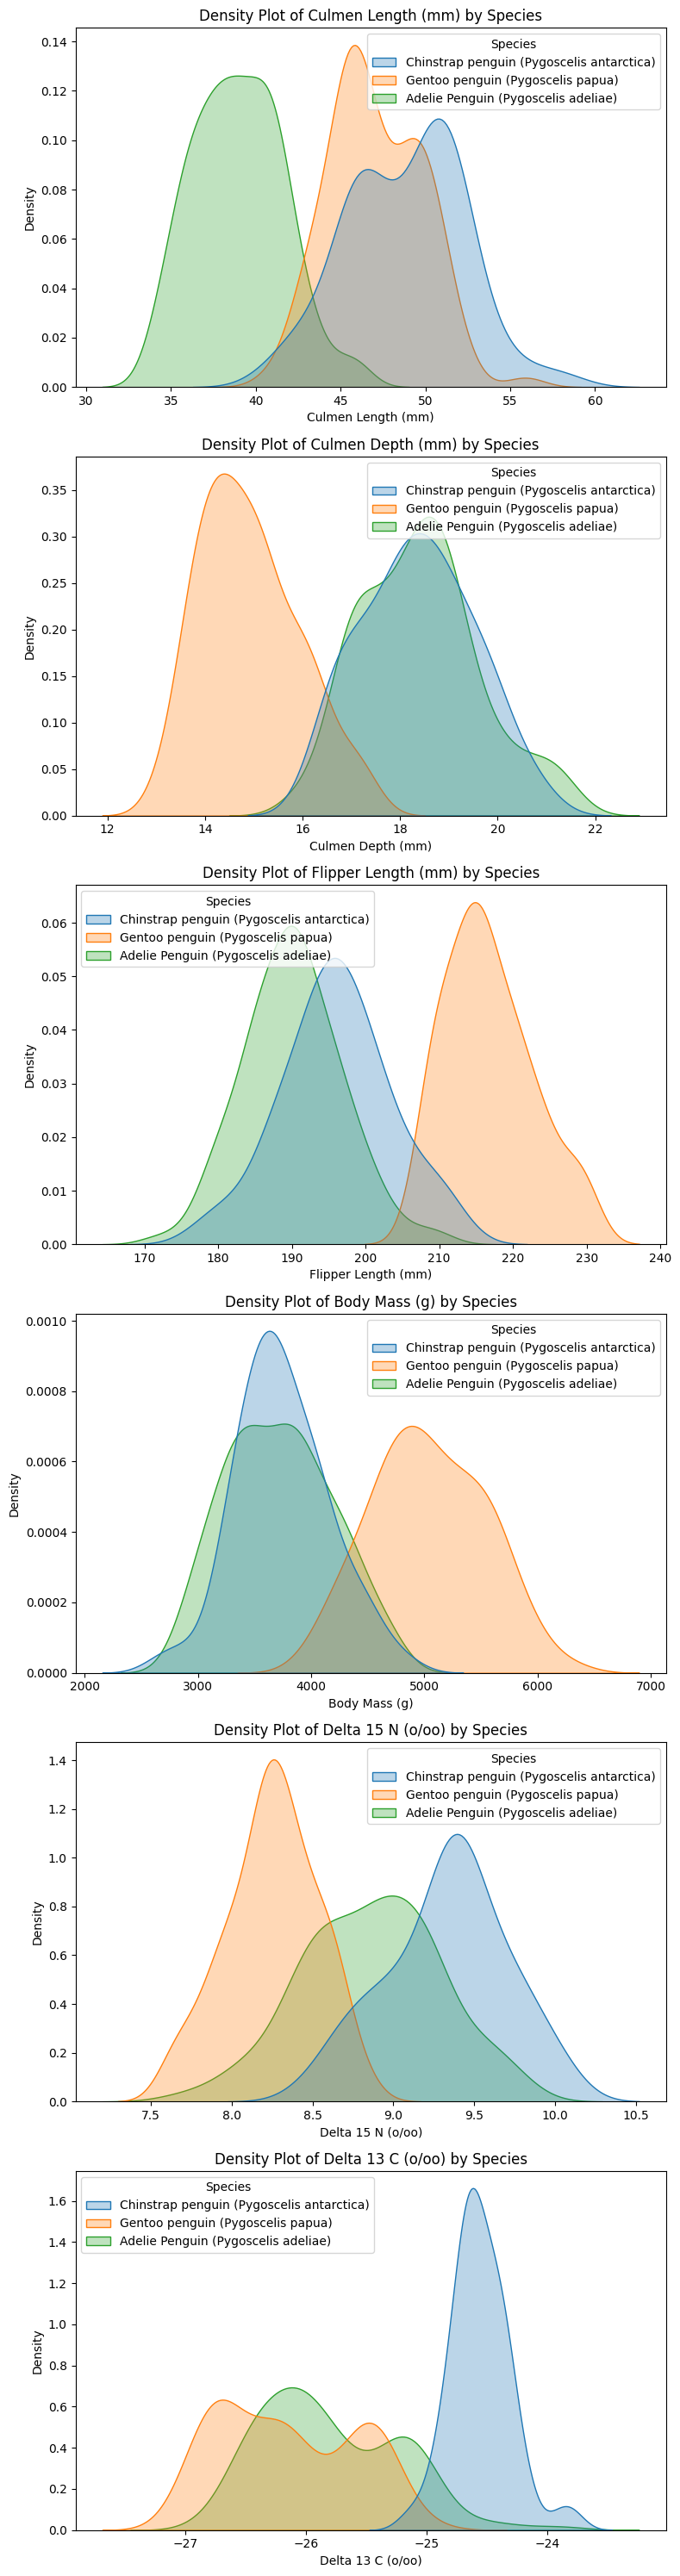 Density Plot of Culmen Length (mm) by Species
Species
Chinstrap penguin (Pygoscelis antarctica)
Gentoo penguin (Pygoscelis papua)
Adelie Penguin (Pygoscelis adeliae)
0.14
0.12
0.10
0.08
0.06
0.04
0.02
0.00
Density
30 35 40 45 50 55 60
Culmen Length (mm)
Density Plot of Culmen Depth (mm) by Species
Species
Chinstrap penguin (Pygoscelis antarctica)
Gentoo penguin (Pygoscelis papua)
Adelie Penguin (Pygoscelis adeliae)
0.35
0.30
0.25
0.20
0.15
0.10
0.05
0.00
Density
12 14 16 18 20 22
Culmen Depth (mm)
Density Plot of Flipper Length (mm) by Species
Species
Chinstrap penguin (Pygoscelis antarctica)
Gentoo penguin (Pygoscelis papua)
Adelie Penguin (Pygoscelis adeliae)
0.06
0.05
0.04
0.03
0.02
0.01
0.00
Density
170 180 190 200 210 220 230 240
Flipper Length (mm)
Density Plot of Body Mass (g) by Species
Species
Chinstrap penguin (Pygoscelis antarctica)
Gentoo penguin (Pygoscelis papua)
Adelie Penguin (Pygoscelis adeliae)
0.0010
0.0008
0.0006
0.0004
0.0002
0.0000
Density
2000 3000 4000 5000 6000 7000
Body Mass (g)
Density Plot of Delta 15 N (o/oo) by Species
Species
Chinstrap penguin (Pygoscelis antarctica)
Gentoo penguin (Pygoscelis papua)
Adelie Penguin (Pygoscelis adeliae)
1.4
1.2
1.0
0.8
0.6
0.4
0.2
0.0
Density
7.5 8.0 8.5 9.0 9.5 10.0 10.5
Delta 15 N (o/oo)
Density Plot of Delta 13 C (o/oo) by Species
Species
Chinstrap penguin (Pygoscelis antarctica)
Gentoo penguin (Pygoscelis papua)
Adelie Penguin (Pygoscelis adeliae)
1.6
1.4
1.2
1.0
0.8
0.6
0.4
0.2
0.0
Density
−27 −26 −25 −24
Delta 13 C (o/oo)